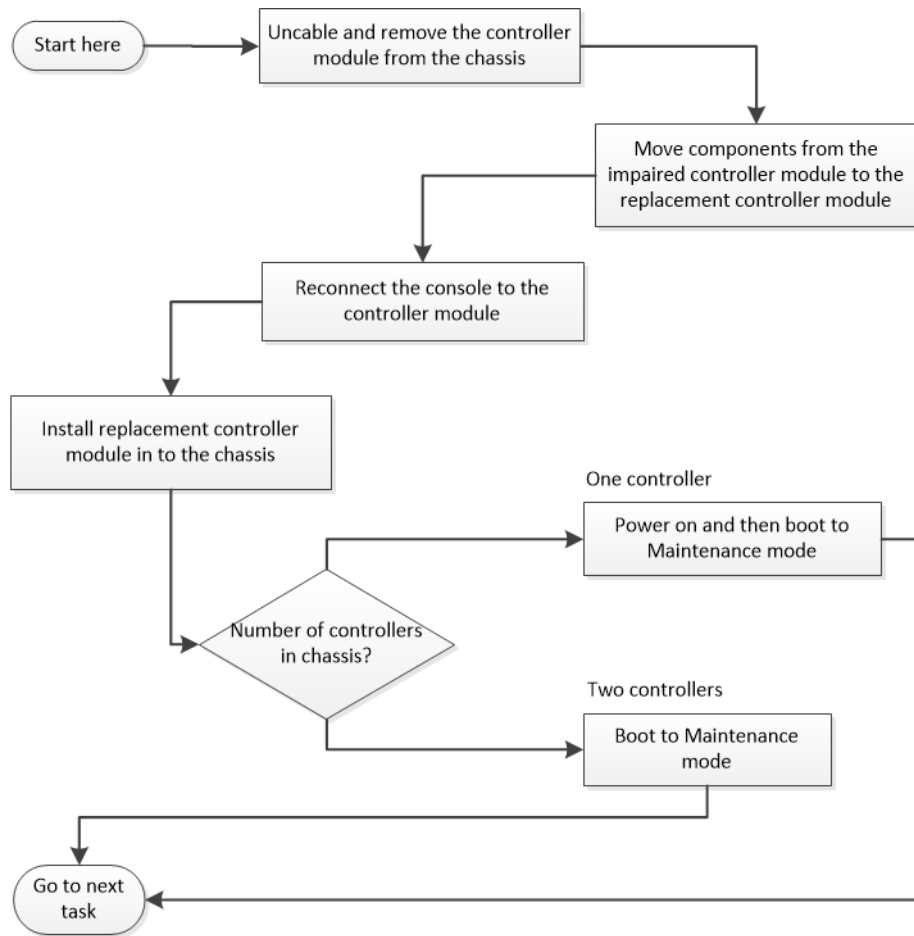 Start here
Uncable and remove the controller
module from the chassis
Move components from the
impaired controller module to the
replacement controller module
Reconnect the console to the
controller module
Install replacement controller
module in to the chassis
One controller
Power on and then boot to
Maintenance mode
Number of controllers
in chassis?
Two controllers
Boot to Maintenance
mode
Go to next
task